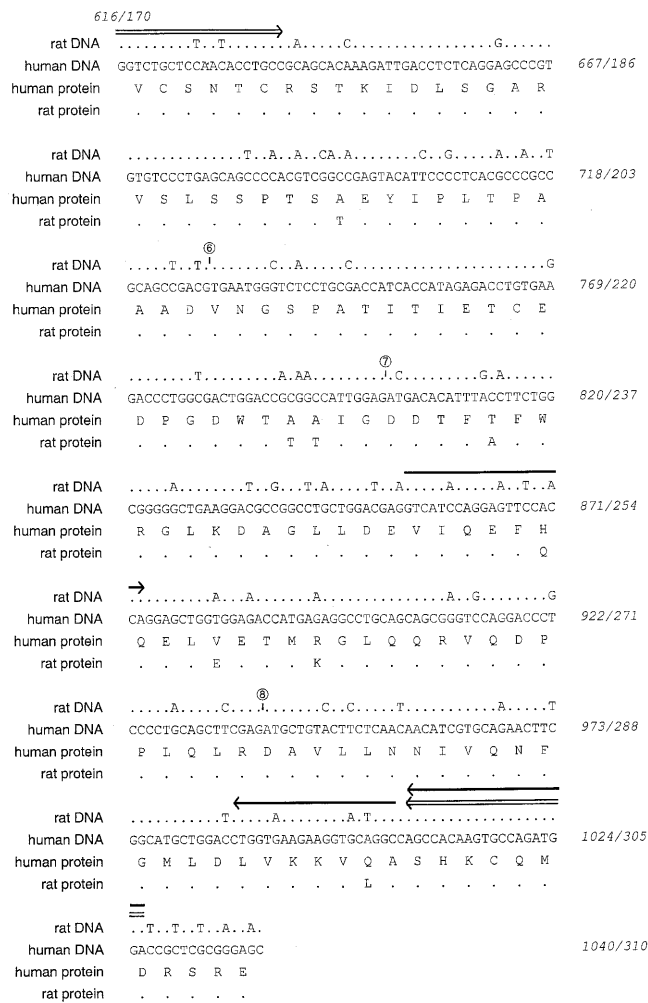 616/170
rat DNA .........T..T........A.....C.................G......
human DNA GGTCTGCTCCAACACCTGCCGCAGCACAAAGATTGACCTCTCAGGAGCCCGT 667/186
human protein V C S N T C R S T K I D L S G A R
rat protein . . . . . . . . . . . . . . . . .
rat DNA ..............T..A..A..CA.A........C..G.....A..A..T
human DNA GTGTCCCTGAGCAGCCCCACGTCGGCCGAGTACATTCCCCTCACGCCCGCC 718/203
human protein V S L S S P T S A E Y I P L T P A
rat protein . . . . . . . . T . . . . . . . .
⑥
rat DNA .....T..T........C..A.....C.......................G
human DNA GCAGCCGACGTGAATGGGTCTCCTGCGACCATCACCATAGAGACCTGTGAA 769/220
human protein A A D V N G S P A T I T I E T C E
rat protein . . . . . . . . . . . . . . . . .
⑦
rat DNA ........T.........A.AA..........C.........G.A......
human DNA GACCCTGGCGACTGGACCGCGGCCATTGGAGATGACACATTTACCTTCTGG 820/237
human protein D P G D W T A A I G D D T F T F W
rat protein . . . . . . T T . . . . . . A . .
rat DNA .....A........T..G...T.A.....T..A.....A.....A..T..A
human DNA CGGGGGCTGAAGGACGCCGGCCTGCTGGACGAGGTCATCCAGGAGTTCCAC 871/254
human protein R G L K D A G L L D E V I Q E F H
rat protein . . . . . . . . . . . . . . . . Q
rat DNA ..........A...A.......A...............A..G........G
human DNA CAGGAGCTGGTGGAGACCATGAGAGGCCTGCAGCAGCGGGTCCAGGACCCT 922/271
human protein Q E L V E T M R G L Q Q R V Q D P
rat protein . . . E . . . K . . . . . . . . .
⑧
rat DNA .....A.....C...........C..C.....T...........A.....T
human DNA CCCCTGCAGCTTCGAGATGCTGTACTTCTCAACAACATCGTGCAGAACTTC 973/288
human protein P L Q L R D A V L L N N I V Q N F
rat protein . . . . . . . . . . . . . . . . .
rat DNA ...........T.....A........A.T......................
human DNA GGCATGCTGGACCTGGTGAAGAAGGTGCAGGCCAGCCACAAGTGCCAGATG 1024/305
human protein G M L D L V K K V Q A S H K C Q M
rat protein . . . . . . . . . L . . . . . . .
rat DNA ..T..T..T..A..A.
human DNA GACCGCTCGCGGGAGC 1040/310
human protein D R S R E
rat protein . . . . .